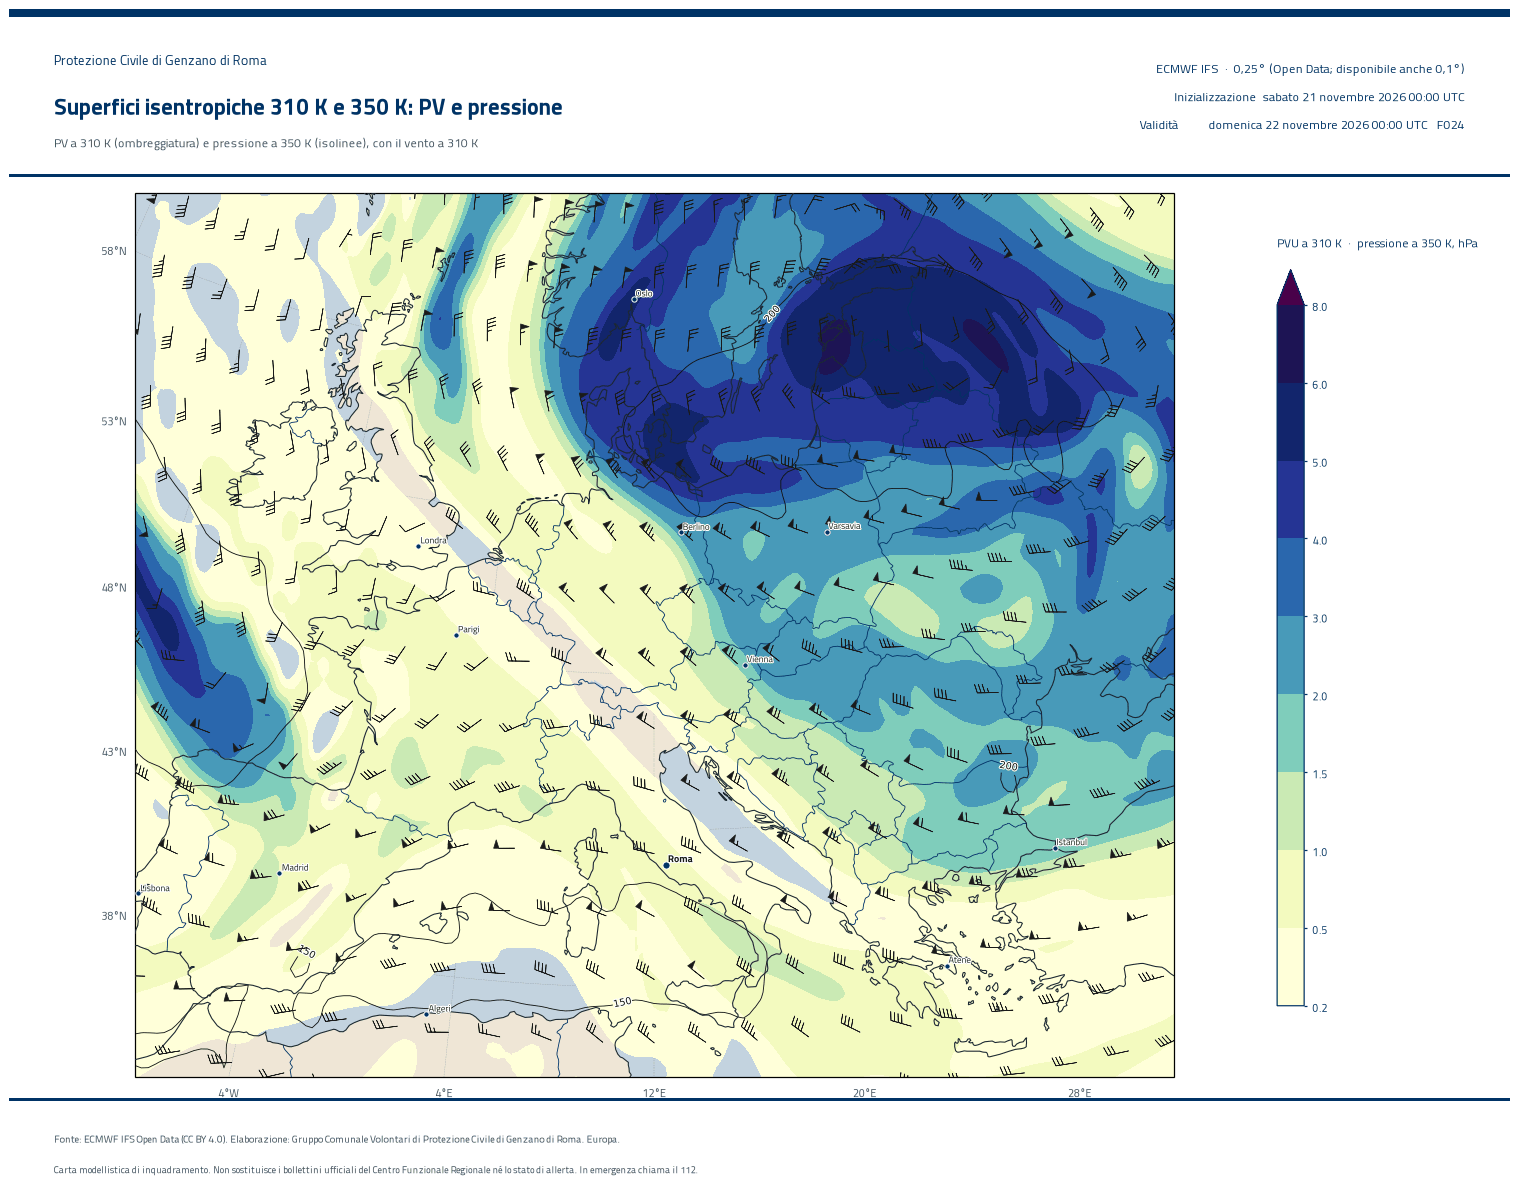 Protezione Civile di Genzano di Roma
Superfici isentropiche 310 K e 350 K: PV e pressione
PV a 310 K (ombreggiatura) e pressione a 350 K (isolinee), con il vento a 310 K
ECMWF IFS · 0,25° (Open Data; disponibile anche 0,1°)
Inizializzazione sabato 21 novembre 2026 00:00 UTC
Validità domenica 22 novembre 2026 00:00 UTC F024
PVU a 310 K · pressione a 350 K, hPa
8.0
6.0
5.0
4.0
3.0
2.0
1.5
1.0
0.5
0.2
58°N
53°N
48°N
43°N
38°N
4°W
4°E
12°E
20°E
28°E
Oslo
200
Londra
Berlino
Varsavia
Parigi
Vienna
200
Istanbul
Roma
Madrid
Lisbona
150
Atene
150
Algeri
Fonte: ECMWF IFS Open Data (CC BY 4.0). Elaborazione: Gruppo Comunale Volontari di Protezione Civile di Genzano di Roma. Europa.
Carta modellistica di inquadramento. Non sostituisce i bollettini ufficiali del Centro Funzionale Regionale né lo stato di allerta. In emergenza chiama il 112.